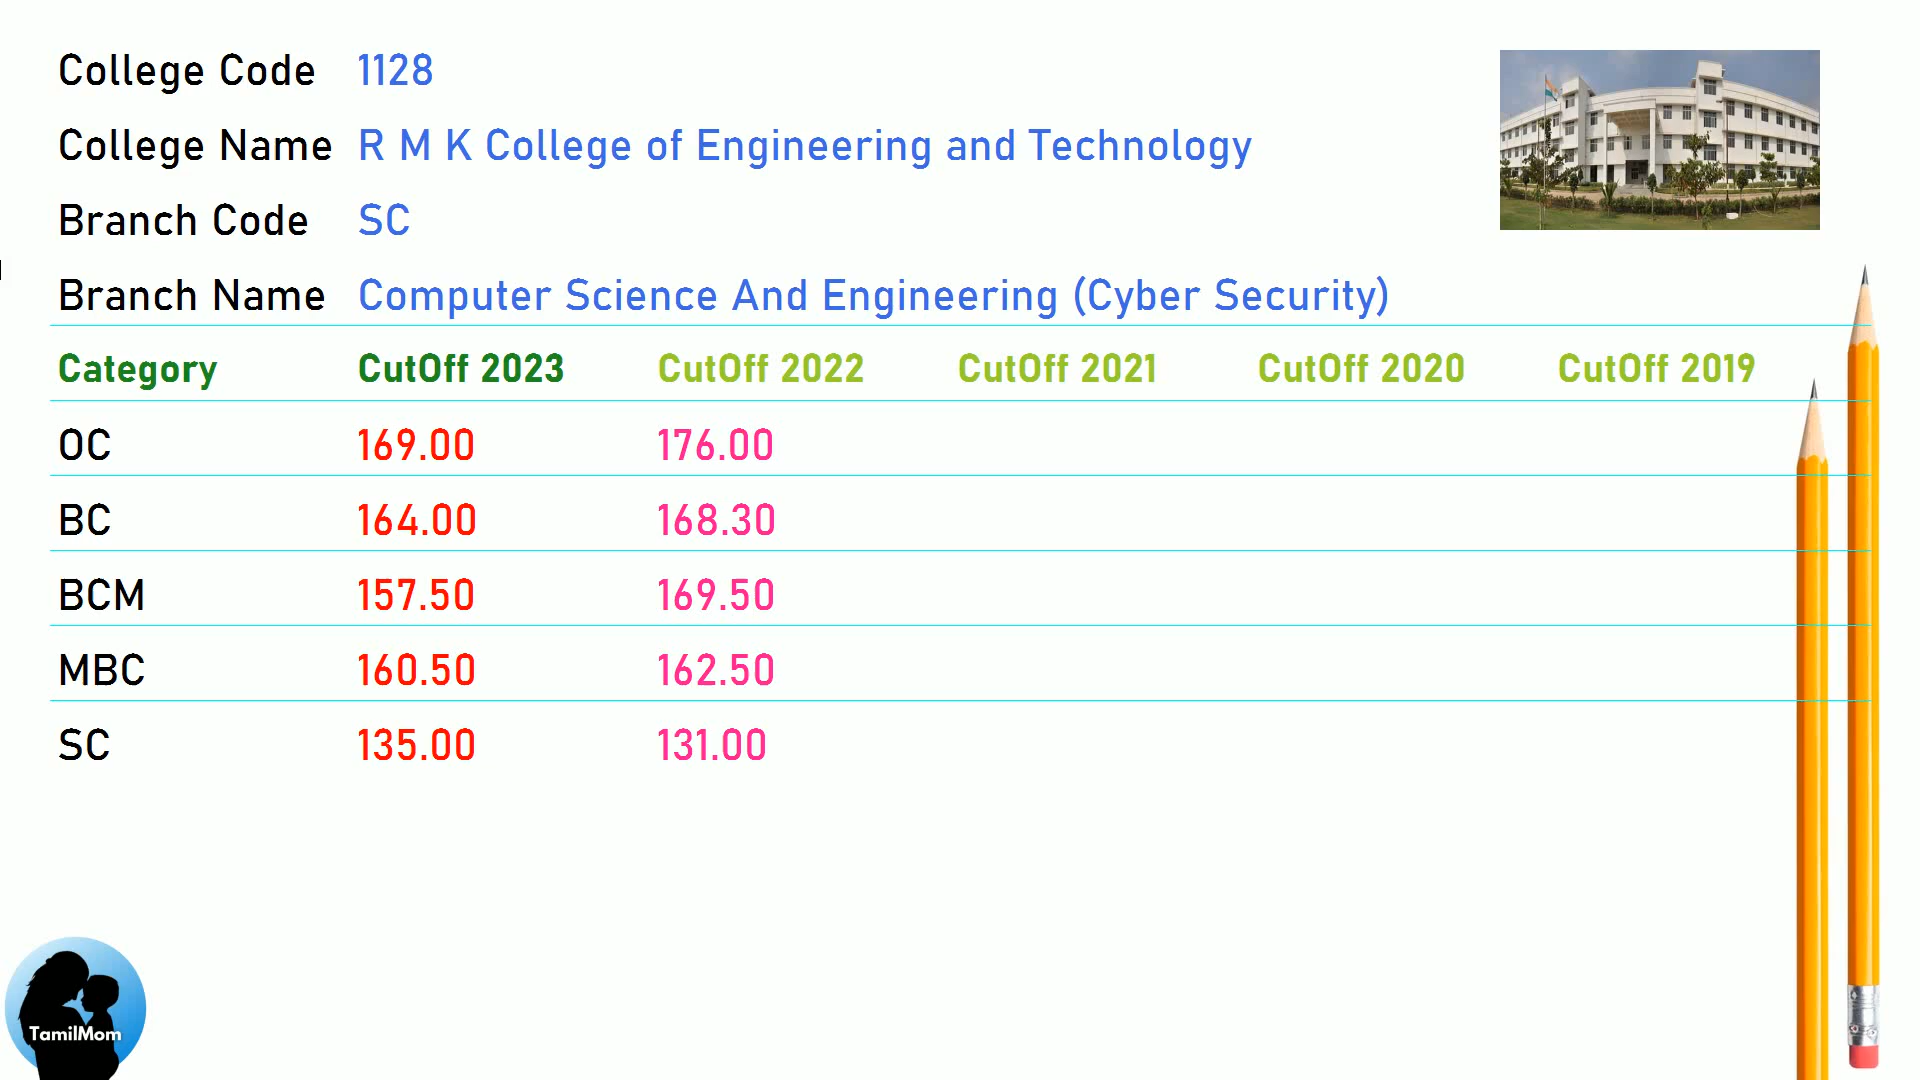 College Code 1128
College Name R M K College of Engineering and Technology
Branch Code SC
Branch Name Computer Science And Engineering (Cyber Security)
Category CutOff 2023 CutOff 2022 CutOff 2021 CutOff 2020 CutOff 2019
OC 169.00 176.00
BC 164.00 168.30
BCM 157.50 169.50
MBC 160.50 162.50
SC 135.00 131.00
TamilMom